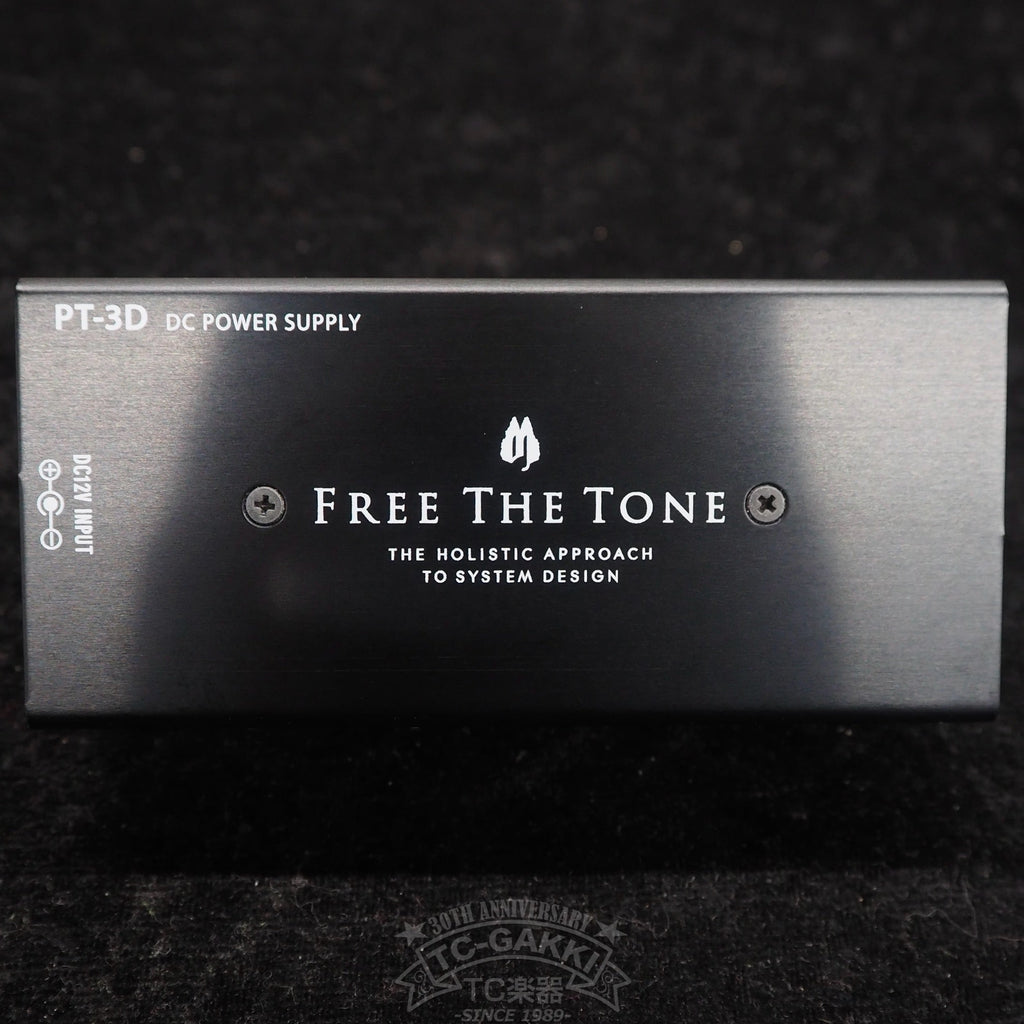 PT-3D DC POWER SUPPLY
DC12V INPUT
FREE THE TONE
THE HOLISTIC APPROACH
TO SYSTEM DESIGN
30TH ANNIVERSARY
TC-GAKKI
TC楽器
-SINCE 1989-